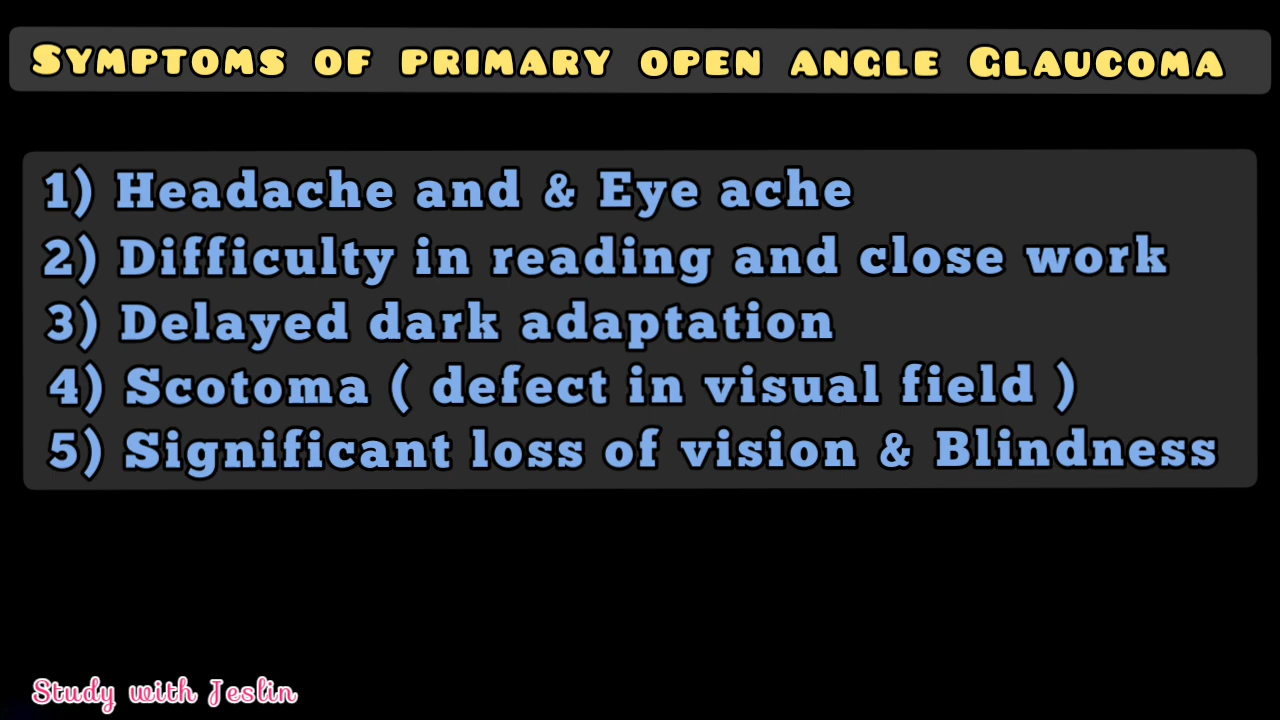 Symptoms of primary open angle Glaucoma
1) Headache and & Eye ache
2) Difficulty in reading and close work
3) Delayed dark adaptation
4) Scotoma ( defect in visual field )
5) Significant loss of vision & Blindness
Study with Jeslin